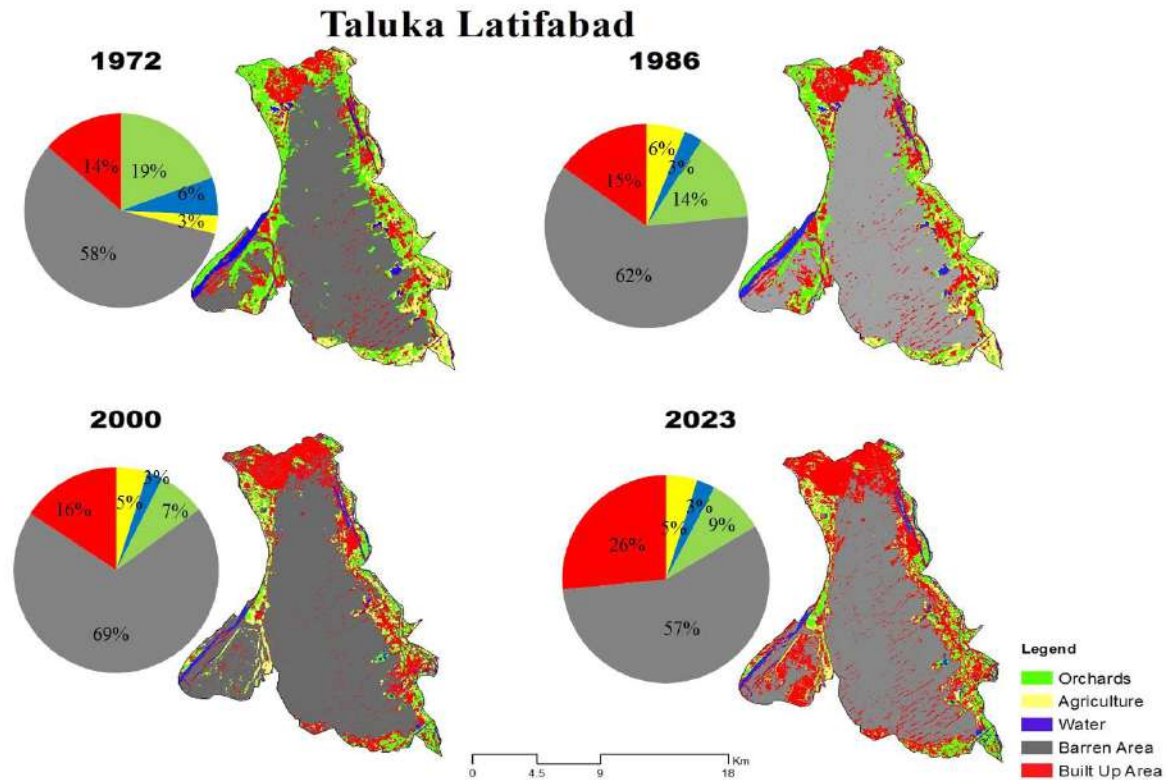 Taluka Latifabad
1972
14%
19%
6%
3%
58%
1986
6%
3%
15%
14%
62%
2000
3%
5%
16%
7%
69%
2023
3%
5%
9%
26%
57%
Legend
Orchards
Agriculture
Water
Barren Area
Built Up Area
Km
0 4.5 9 18